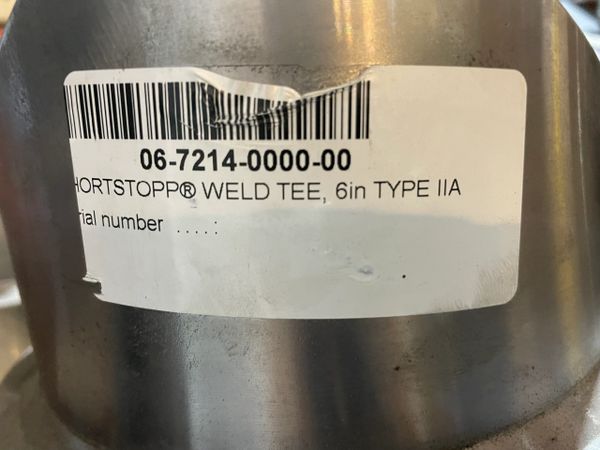 06-7214-0000-00
HORTSTOPP® WELD TEE, 6in TYPE IIA
rial number ....: